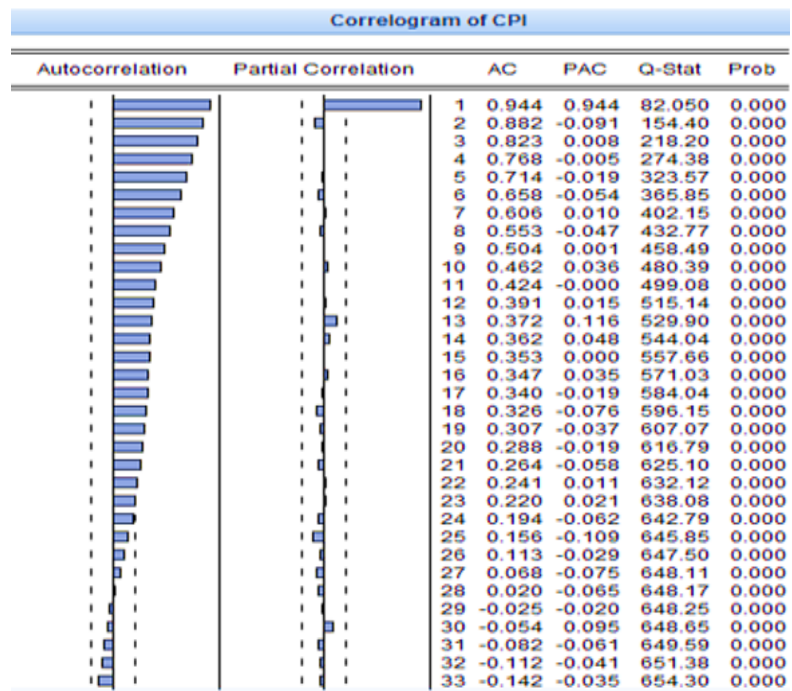 Correlogram of CPI
Autocorrelation Partial Correlation AC PAC Q-Stat Prob
1 0.944 0.944 82.050 0.000
2 0.882 -0.091 154.40 0.000
3 0.823 0.008 218.20 0.000
4 0.768 -0.005 274.38 0.000
5 0.714 -0.019 323.57 0.000
6 0.658 -0.054 365.85 0.000
7 0.606 0.010 402.15 0.000
8 0.553 -0.047 432.77 0.000
9 0.504 0.001 458.49 0.000
10 0.462 0.036 480.39 0.000
11 0.424 -0.000 499.08 0.000
12 0.391 0.015 515.14 0.000
13 0.372 0.116 529.90 0.000
14 0.362 0.048 544.04 0.000
15 0.353 0.000 557.66 0.000
16 0.347 0.035 571.03 0.000
17 0.340 -0.019 584.04 0.000
18 0.326 -0.076 596.15 0.000
19 0.307 -0.037 607.07 0.000
20 0.288 -0.019 616.79 0.000
21 0.264 -0.058 625.10 0.000
22 0.241 0.011 632.12 0.000
23 0.220 0.021 638.08 0.000
24 0.194 -0.062 642.79 0.000
25 0.156 -0.109 645.85 0.000
26 0.113 -0.029 647.50 0.000
27 0.068 -0.075 648.11 0.000
28 0.020 -0.065 648.17 0.000
29 -0.025 -0.020 648.25 0.000
30 -0.054 0.095 648.65 0.000
31 -0.082 -0.061 649.59 0.000
32 -0.112 -0.041 651.38 0.000
33 -0.142 -0.035 654.30 0.000